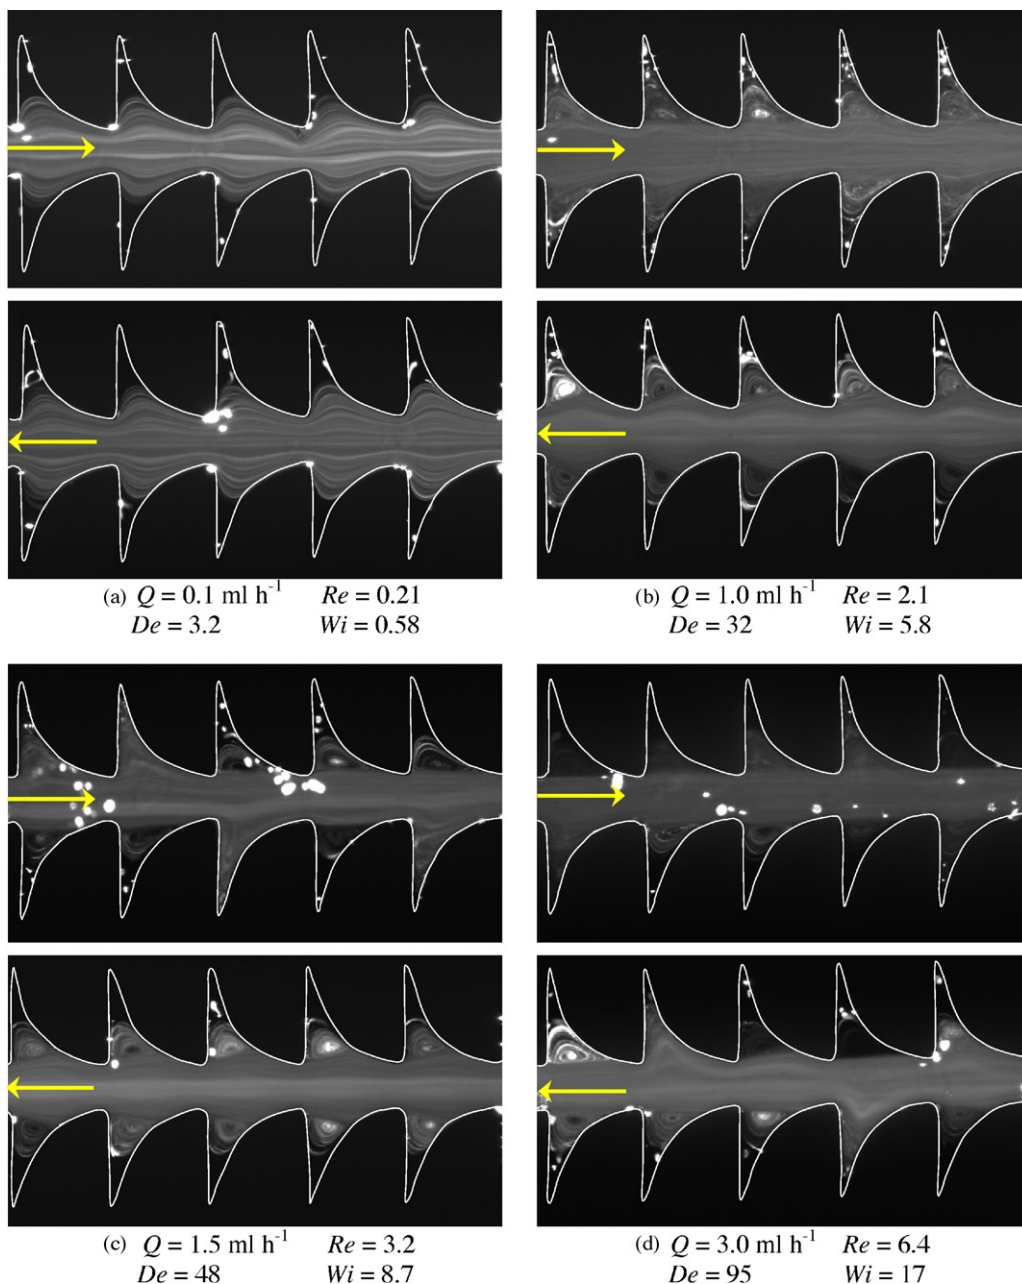 (a) Q = 0.1 ml h⁻¹ Re = 0.21
De = 3.2 Wi = 0.58
(b) Q = 1.0 ml h⁻¹ Re = 2.1
De = 32 Wi = 5.8
(c) Q = 1.5 ml h⁻¹ Re = 3.2
De = 48 Wi = 8.7
(d) Q = 3.0 ml h⁻¹ Re = 6.4
De = 95 Wi = 17